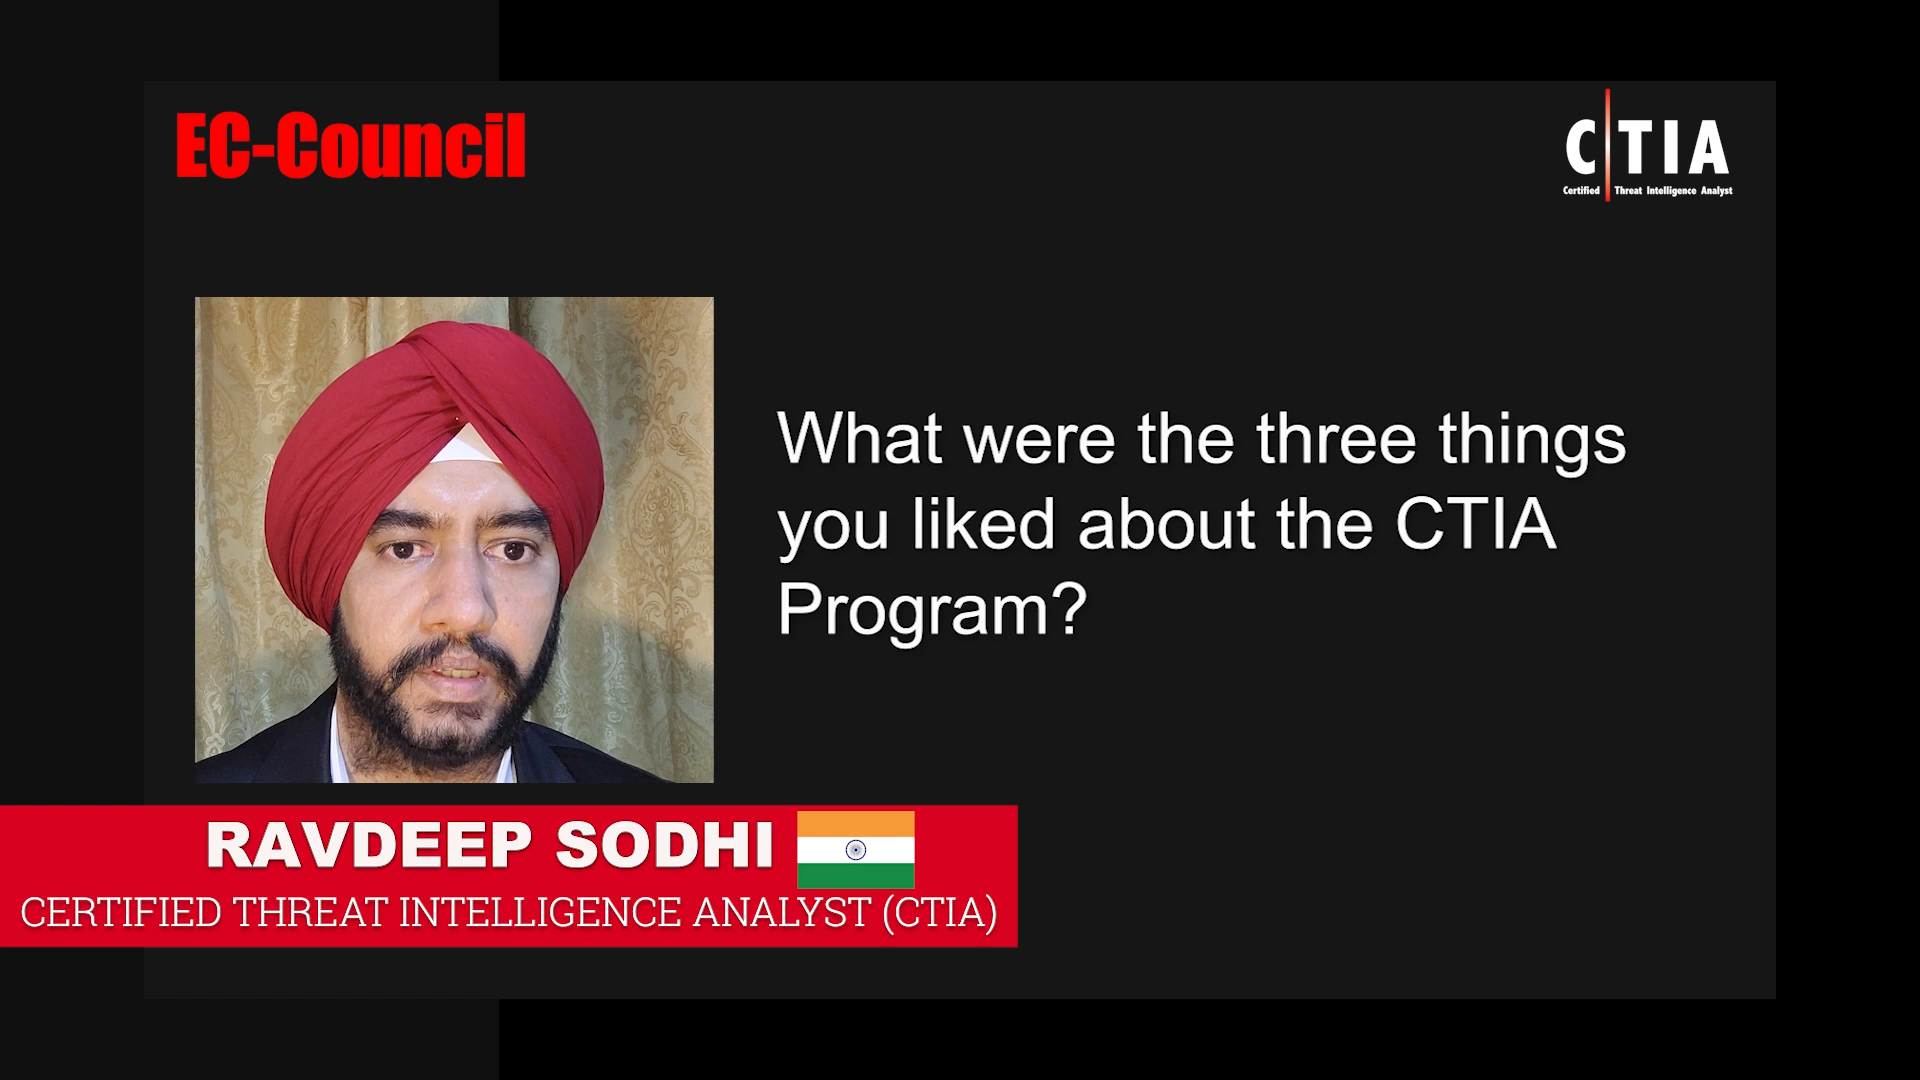 EC-Council
C|TIA
Certified Threat Intelligence Analyst
What were the three things
you liked about the CTIA
Program?
RAVDEEP SODHI
CERTIFIED THREAT INTELLIGENCE ANALYST (CTIA)